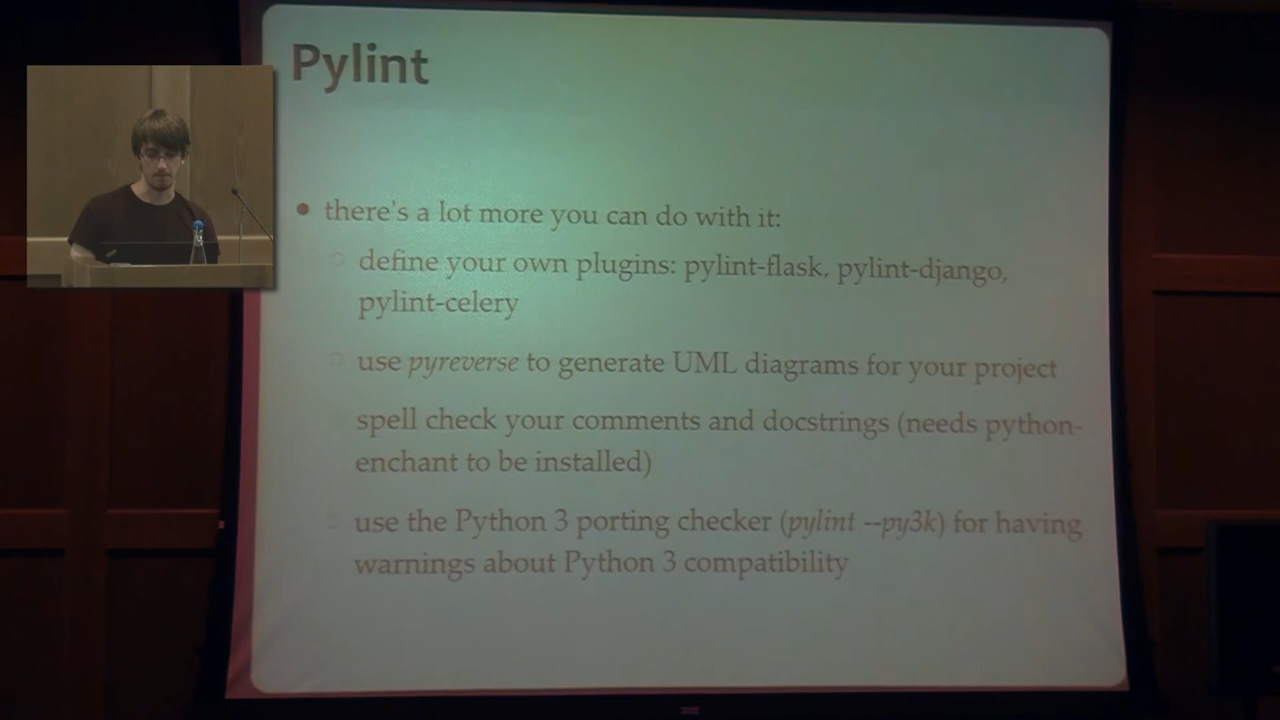 Pylint
there's a lot more you can do with it:
define your own plugins: pylint-flask, pylint-django,
pylint-celery
use pyreverse to generate UML diagrams for your project
spell check your comments and docstrings (needs python-
enchant to be installed)
use the Python 3 porting checker (pylint --py3k) for having
warnings about Python 3 compatibility